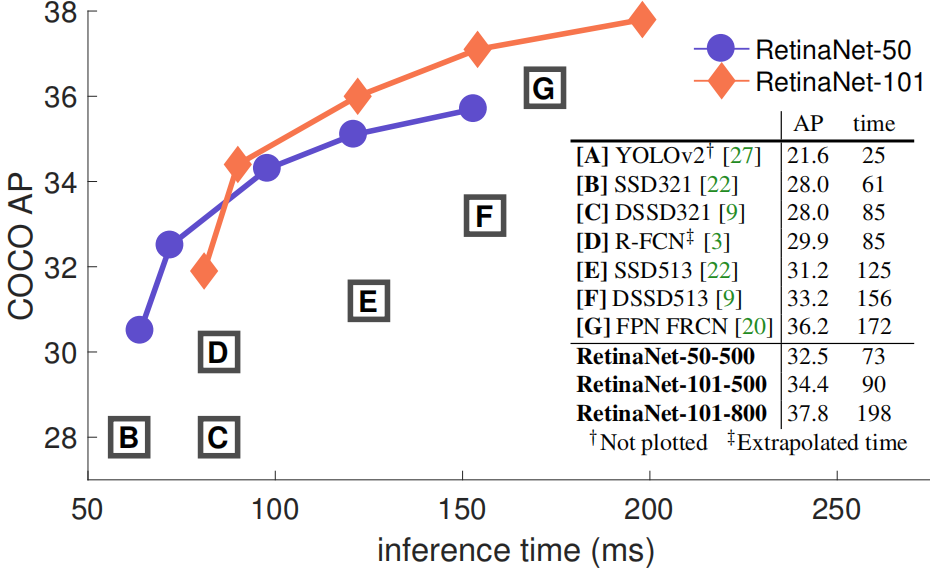 38
36
34
32
30
28
COCO AP
50
100
150
200
250
inference time (ms)
B
C
D
E
F
G
RetinaNet-50
RetinaNet-101
AP time
[A] YOLOv2† [27] 21.6 25
[B] SSD321 [22] 28.0 61
[C] DSSD321 [9] 28.0 85
[D] R-FCN‡ [3] 29.9 85
[E] SSD513 [22] 31.2 125
[F] DSSD513 [9] 33.2 156
[G] FPN FRCN [20] 36.2 172
RetinaNet-50-500 32.5 73
RetinaNet-101-500 34.4 90
RetinaNet-101-800 37.8 198
†Not plotted ‡Extrapolated time